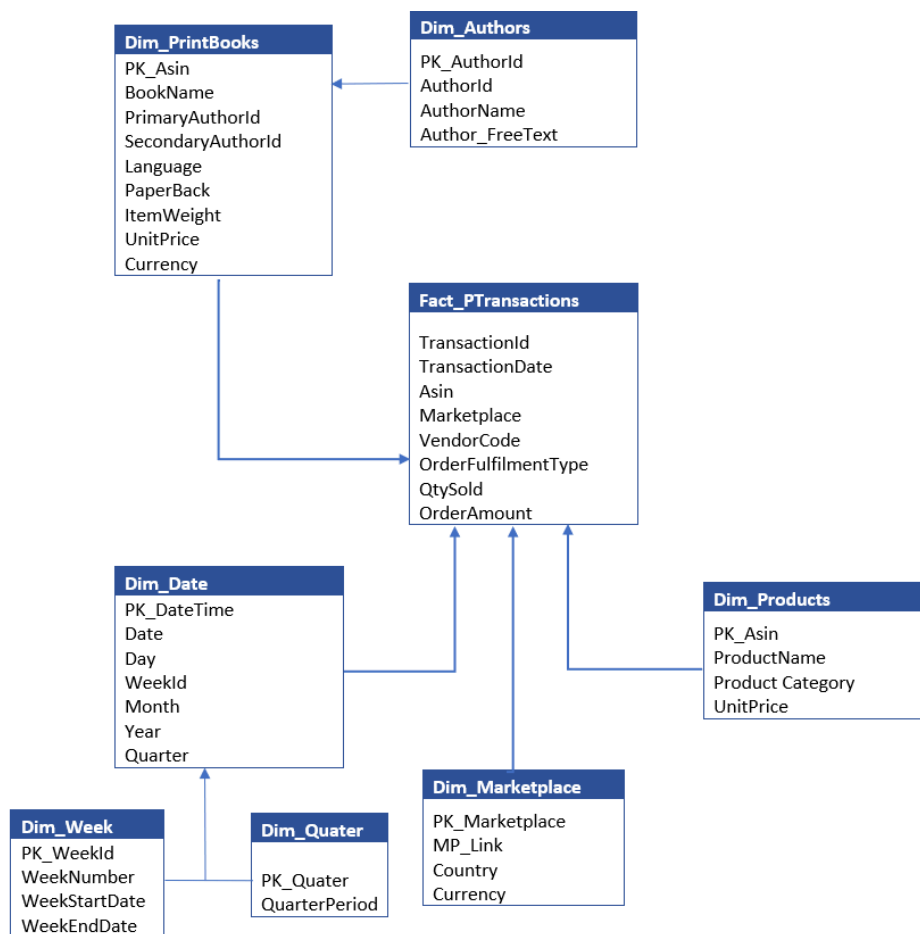 Dim_PrintBooks
PK_Asin
BookName
PrimaryAuthorId
SecondaryAuthorId
Language
PaperBack
ItemWeight
UnitPrice
Currency
Dim_Authors
PK_AuthorId
AuthorId
AuthorName
Author_FreeText
Fact_PTransactions
TransactionId
TransactionDate
Asin
Marketplace
VendorCode
OrderFulfilmentType
QtySold
OrderAmount
Dim_Date
PK_DateTime
Date
Day
WeekId
Month
Year
Quarter
Dim_Products
PK_Asin
ProductName
Product Category
UnitPrice
Dim_Week
PK_WeekId
WeekNumber
WeekStartDate
WeekEndDate
Dim_Quater
PK_Quater
QuarterPeriod
Dim_Marketplace
PK_Marketplace
MP_Link
Country
Currency